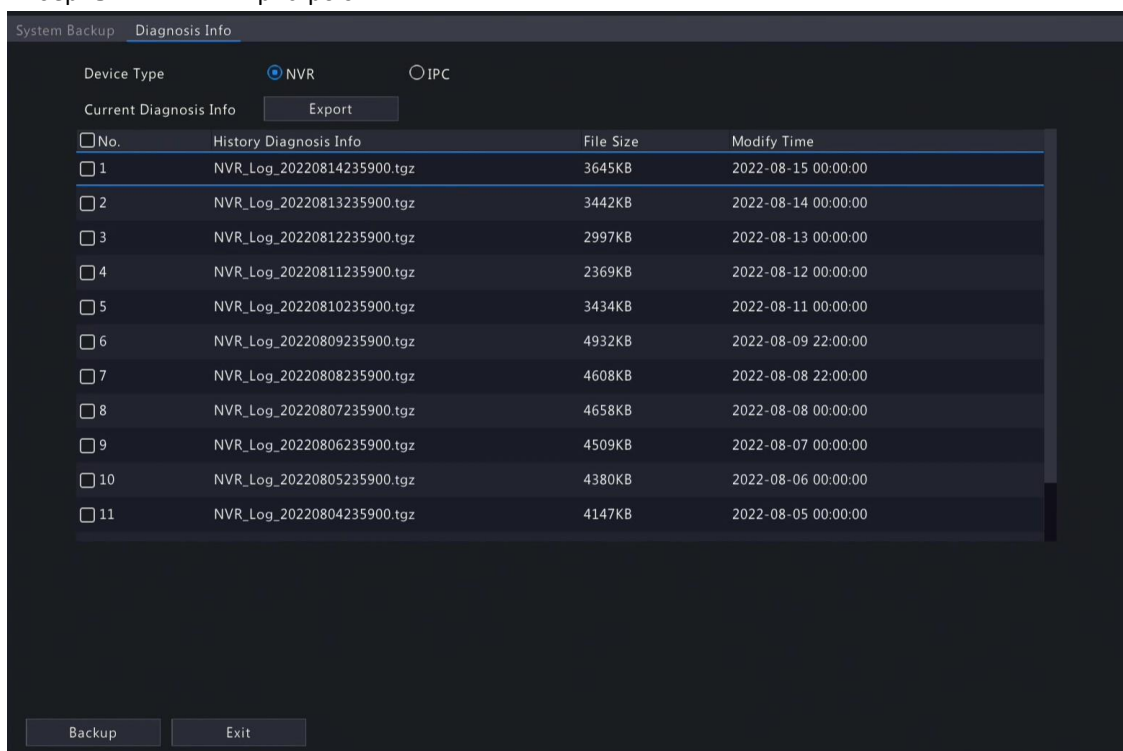 System Backup Diagnosis Info
Device Type NVR IPC
Current Diagnosis Info Export
No. History Diagnosis Info File Size Modify Time
1 NVR_Log_20220814235900.tgz 3645KB 2022-08-15 00:00:00
2 NVR_Log_20220813235900.tgz 3442KB 2022-08-14 00:00:00
3 NVR_Log_20220812235900.tgz 2997KB 2022-08-13 00:00:00
4 NVR_Log_20220811235900.tgz 2369KB 2022-08-12 00:00:00
5 NVR_Log_20220810235900.tgz 3434KB 2022-08-11 00:00:00
6 NVR_Log_20220809235900.tgz 4932KB 2022-08-09 22:00:00
7 NVR_Log_20220808235900.tgz 4608KB 2022-08-08 22:00:00
8 NVR_Log_20220807235900.tgz 4658KB 2022-08-08 00:00:00
9 NVR_Log_20220806235900.tgz 4509KB 2022-08-07 00:00:00
10 NVR_Log_20220805235900.tgz 4380KB 2022-08-06 00:00:00
11 NVR_Log_20220804235900.tgz 4147KB 2022-08-05 00:00:00
Backup Exit